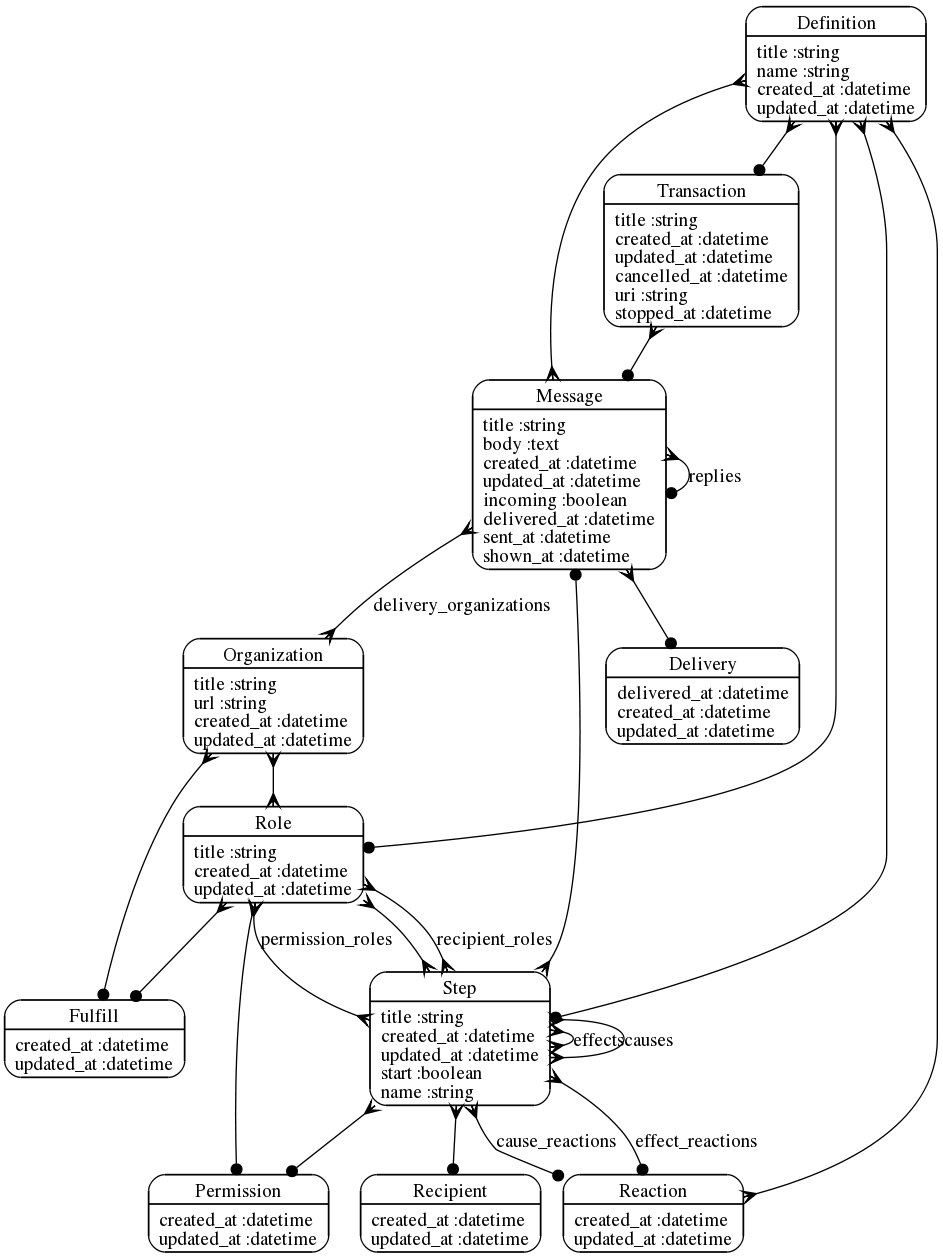 Definition
title :string
name :string
created_at :datetime
updated_at :datetime
Transaction
title :string
created_at :datetime
updated_at :datetime
cancelled_at :datetime
uri :string
stopped_at :datetime
Message
title :string
body :text
created_at :datetime
updated_at :datetime
incoming :boolean
delivered_at :datetime
sent_at :datetime
shown_at :datetime
replies
delivery_organizations
Organization
title :string
url :string
created_at :datetime
updated_at :datetime
Delivery
delivered_at :datetime
created_at :datetime
updated_at :datetime
Role
title :string
created_at :datetime
updated_at :datetime
permission_roles
recipient_roles
Step
title :string
created_at :datetime
updated_at :datetime
start :boolean
name :string
effects
causes
Fulfill
created_at :datetime
updated_at :datetime
cause_reactions
effect_reactions
Permission
created_at :datetime
updated_at :datetime
Recipient
created_at :datetime
updated_at :datetime
Reaction
created_at :datetime
updated_at :datetime